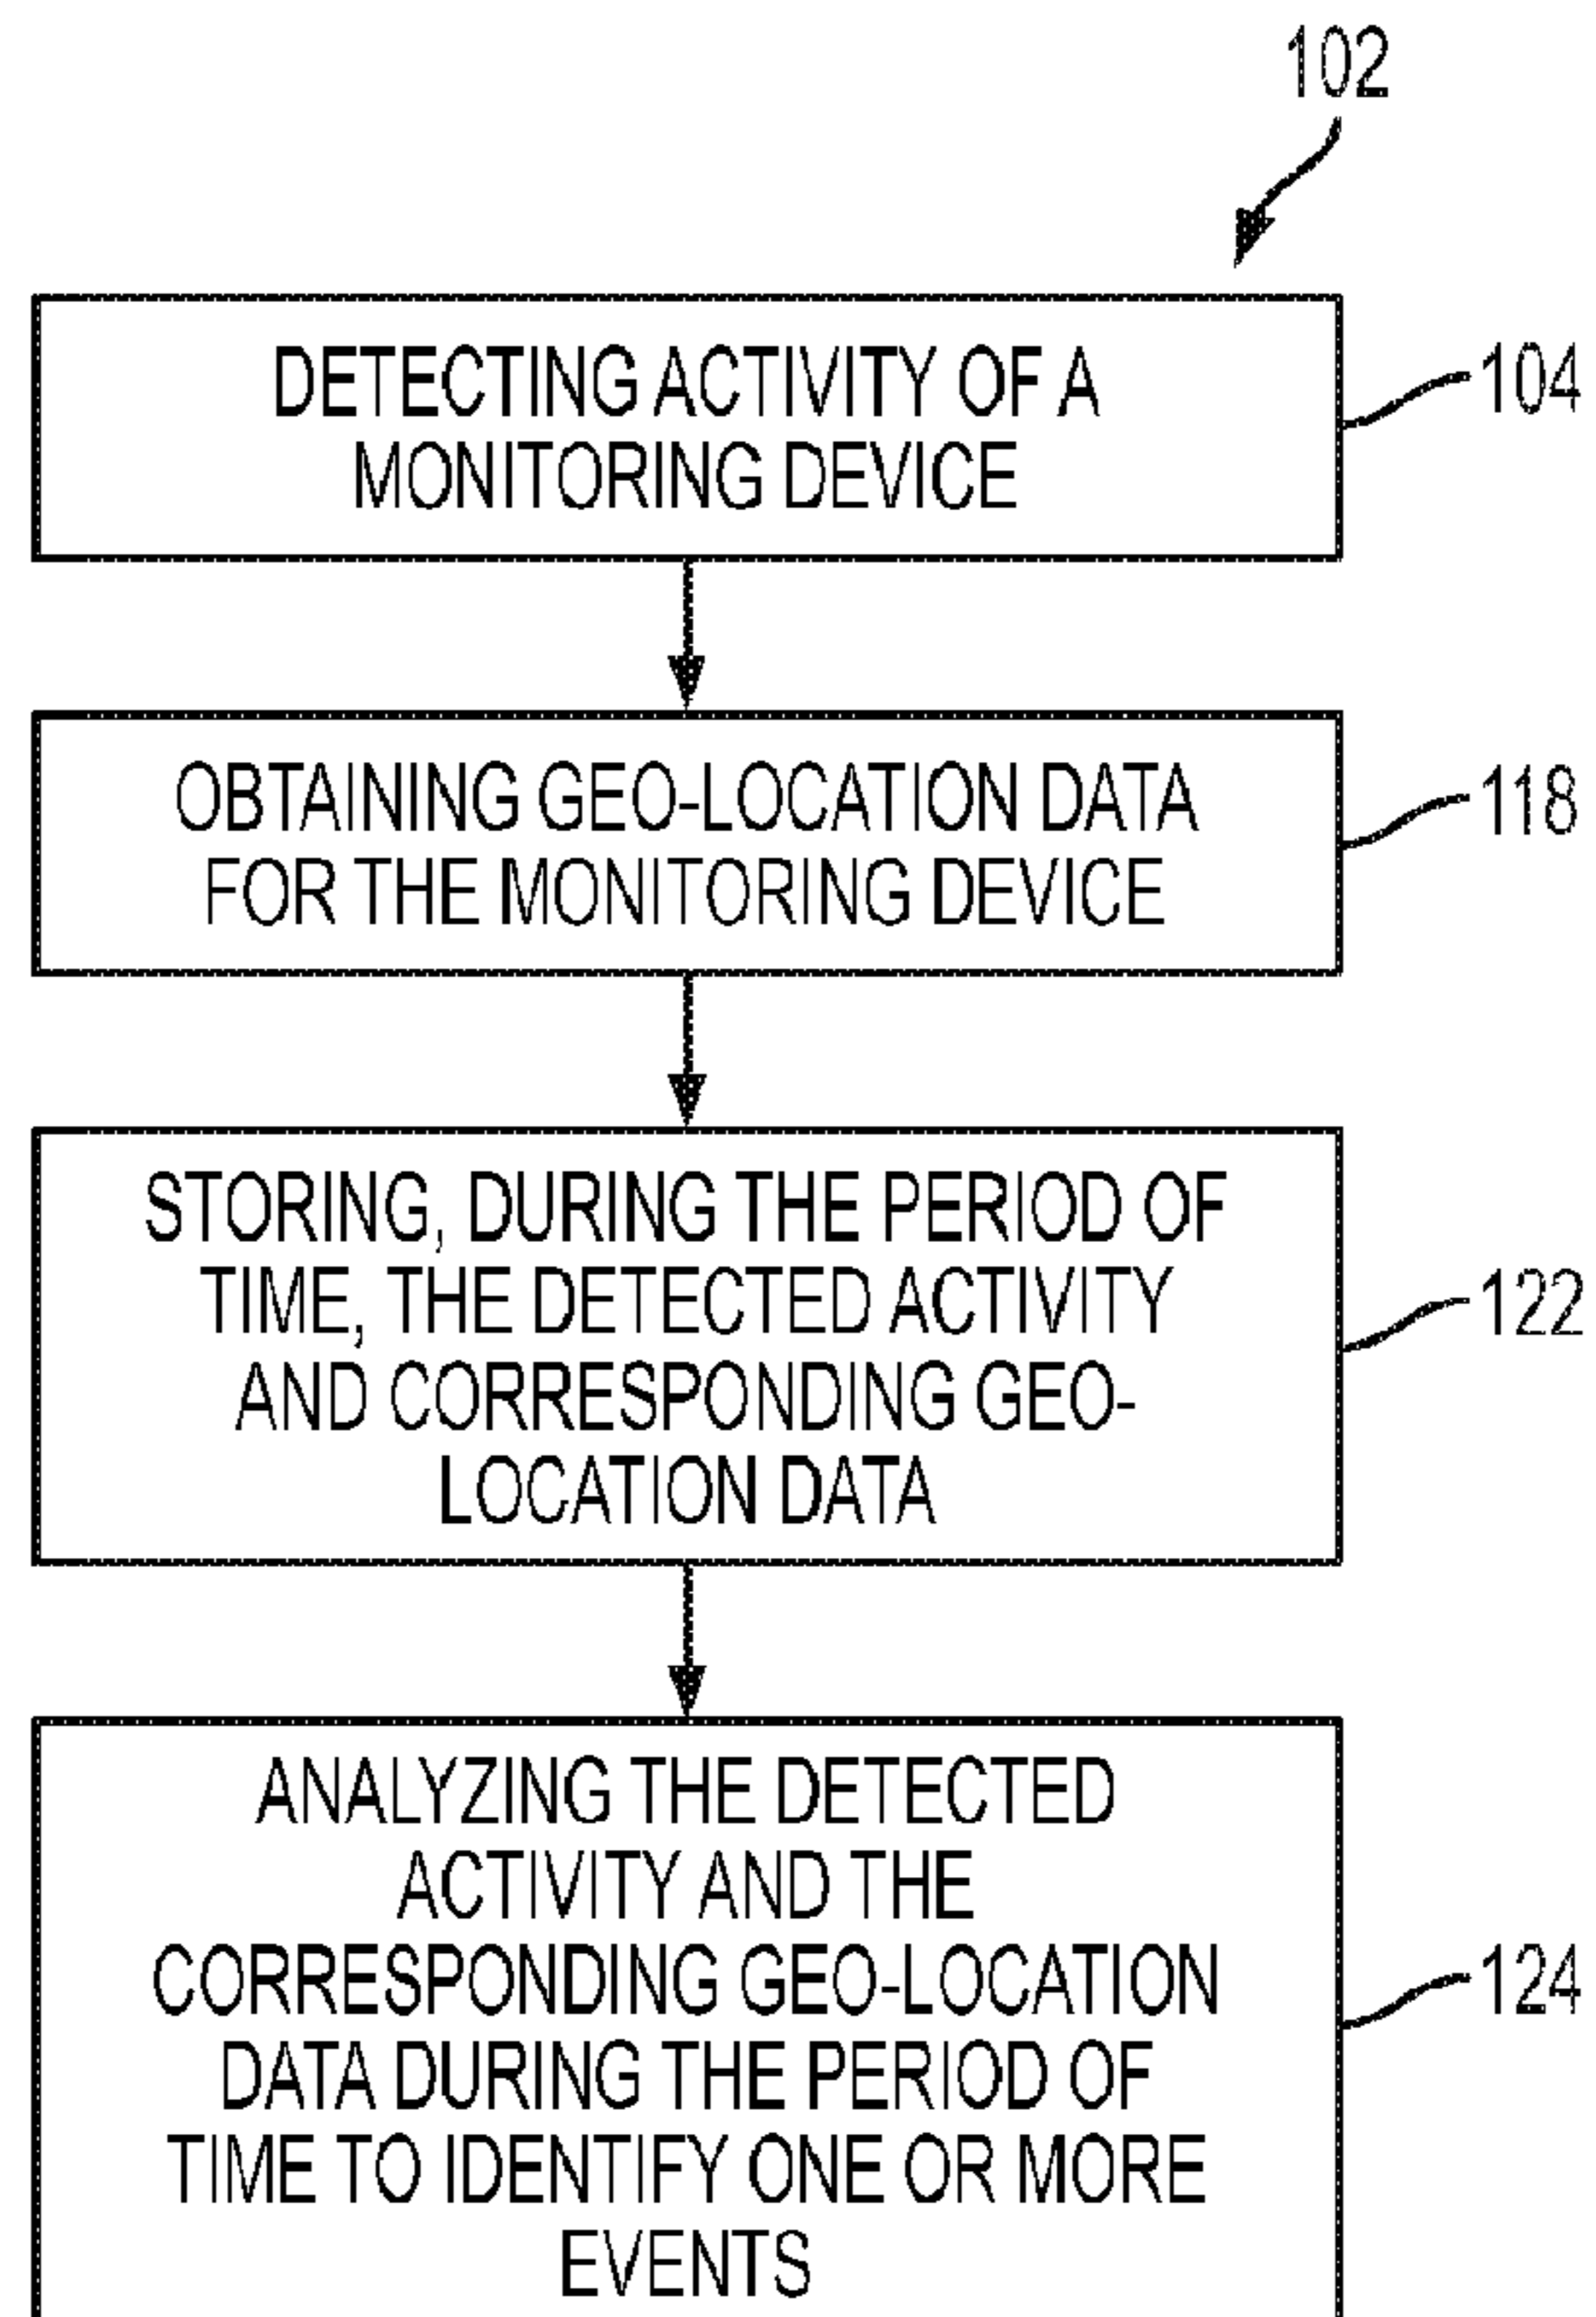 102
DETECTING ACTIVITY OF A
MONITORING DEVICE
104
OBTAINING GEO-LOCATION DATA
FOR THE MONITORING DEVICE
118
STORING, DURING THE PERIOD OF
TIME, THE DETECTED ACTIVITY
AND CORRESPONDING GEO-
LOCATION DATA
122
ANALYZING THE DETECTED
ACTIVITY AND THE
CORRESPONDING GEO-LOCATION
DATA DURING THE PERIOD OF
TIME TO IDENTIFY ONE OR MORE
EVENTS
124